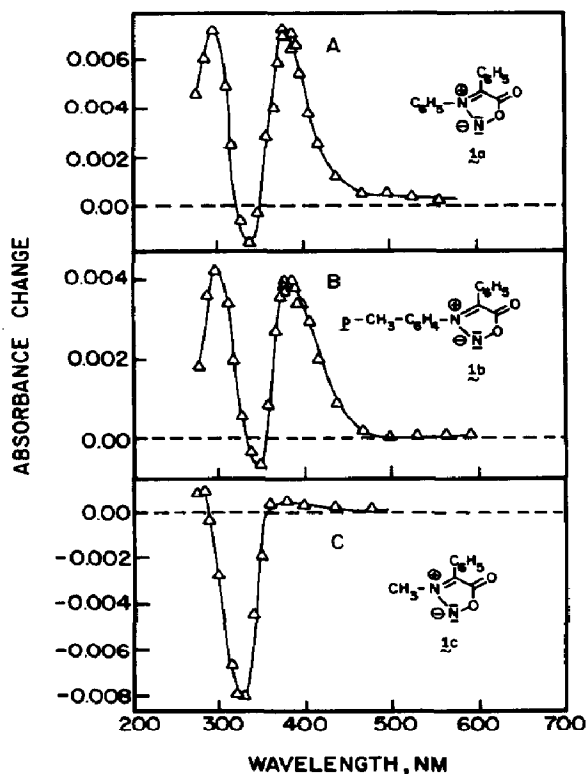 A
0.006
0.004
0.002
0.00
C₆H₅
C₆H₅-N
⊕
O
O
⊖ N
1a
B
0.004
0.002
0.00
p-CH₃-C₆H₄-N
⊕
C₆H₅
O
O
⊖ N
1b
C
0.00
-0.002
-0.004
-0.006
-0.008
CH₃-N
⊕
C₆H₅
O
O
⊖ N
1c
200 300 400 500 600 700
ABSORBANCE CHANGE
WAVELENGTH, NM